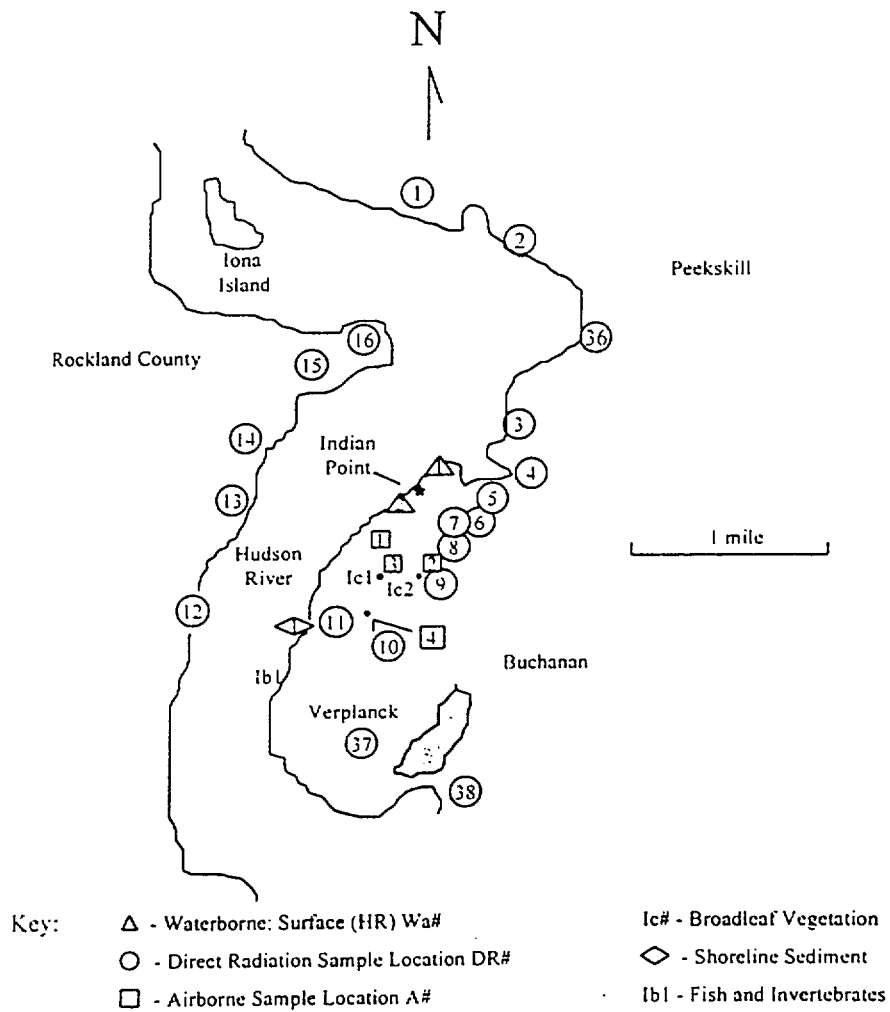 N
1
2
Iona
Island
Peekskill
36
16
15
Rockland County
3
14
Indian
Point
1
4
5
13
7
6
1
8
1 mile
Hudson
River
3
2
Ic1
Ic2
9
12
1
11
10
4
Buchanan
Ib1
Verplanck
37
38
Key:
△ - Waterborne: Surface (HR) Wa#
○ - Direct Radiation Sample Location DR#
□ - Airborne Sample Location A#
Ic# - Broadleaf Vegetation
◇ - Shoreline Sediment
Ib1 - Fish and Invertebrates